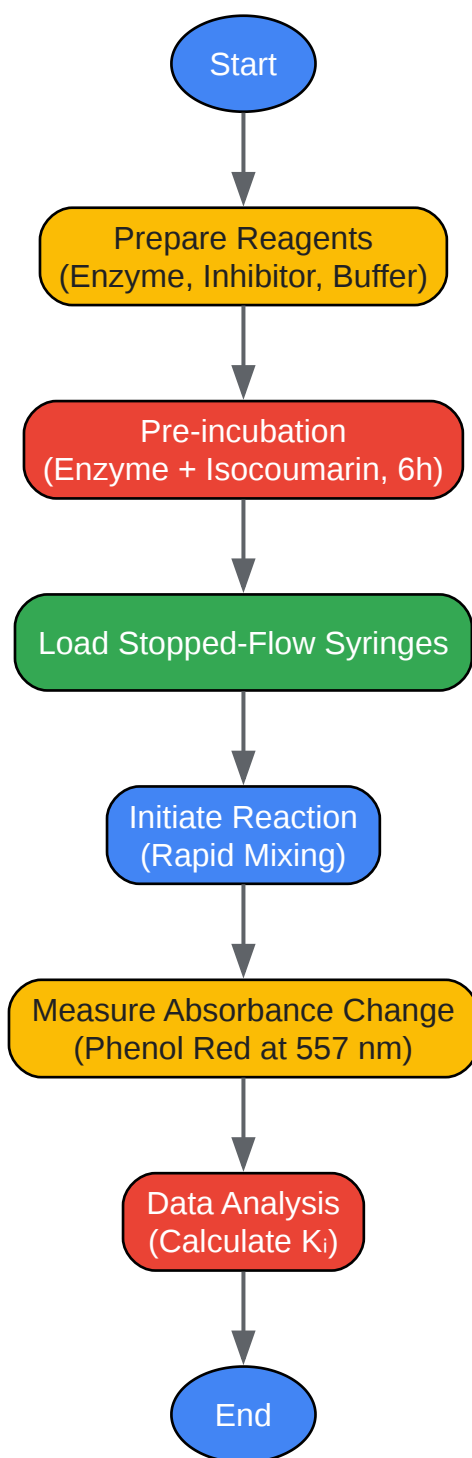 Start
Prepare Reagents
(Enzyme, Inhibitor, Buffer)
Pre-incubation
(Enzyme + Isocoumarin, 6h)
Load Stopped-Flow Syringes
Initiate Reaction
(Rapid Mixing)
Measure Absorbance Change
(Phenol Red at 557 nm)
Data Analysis
(Calculate Kᵢ)
End